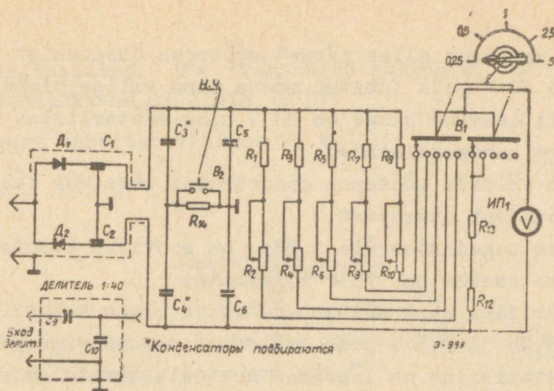 0,25 0,5 1 2,5 5
Н.Ч.
Д₁ C₁
C₃* C₅
B₂
R₁₄
R₁ R₃ R₅ R₇ R₉
B₁
ИП₁
V
R₁₃
Д₂
C₂
R₂ R₄ R₆ R₈ R₁₀
R₁₂
ДЕЛИТЕЛЬ 1:40
C₄* C₆
C₉
C₁₀
Вход
делит.
*Конденсаторы подбираются